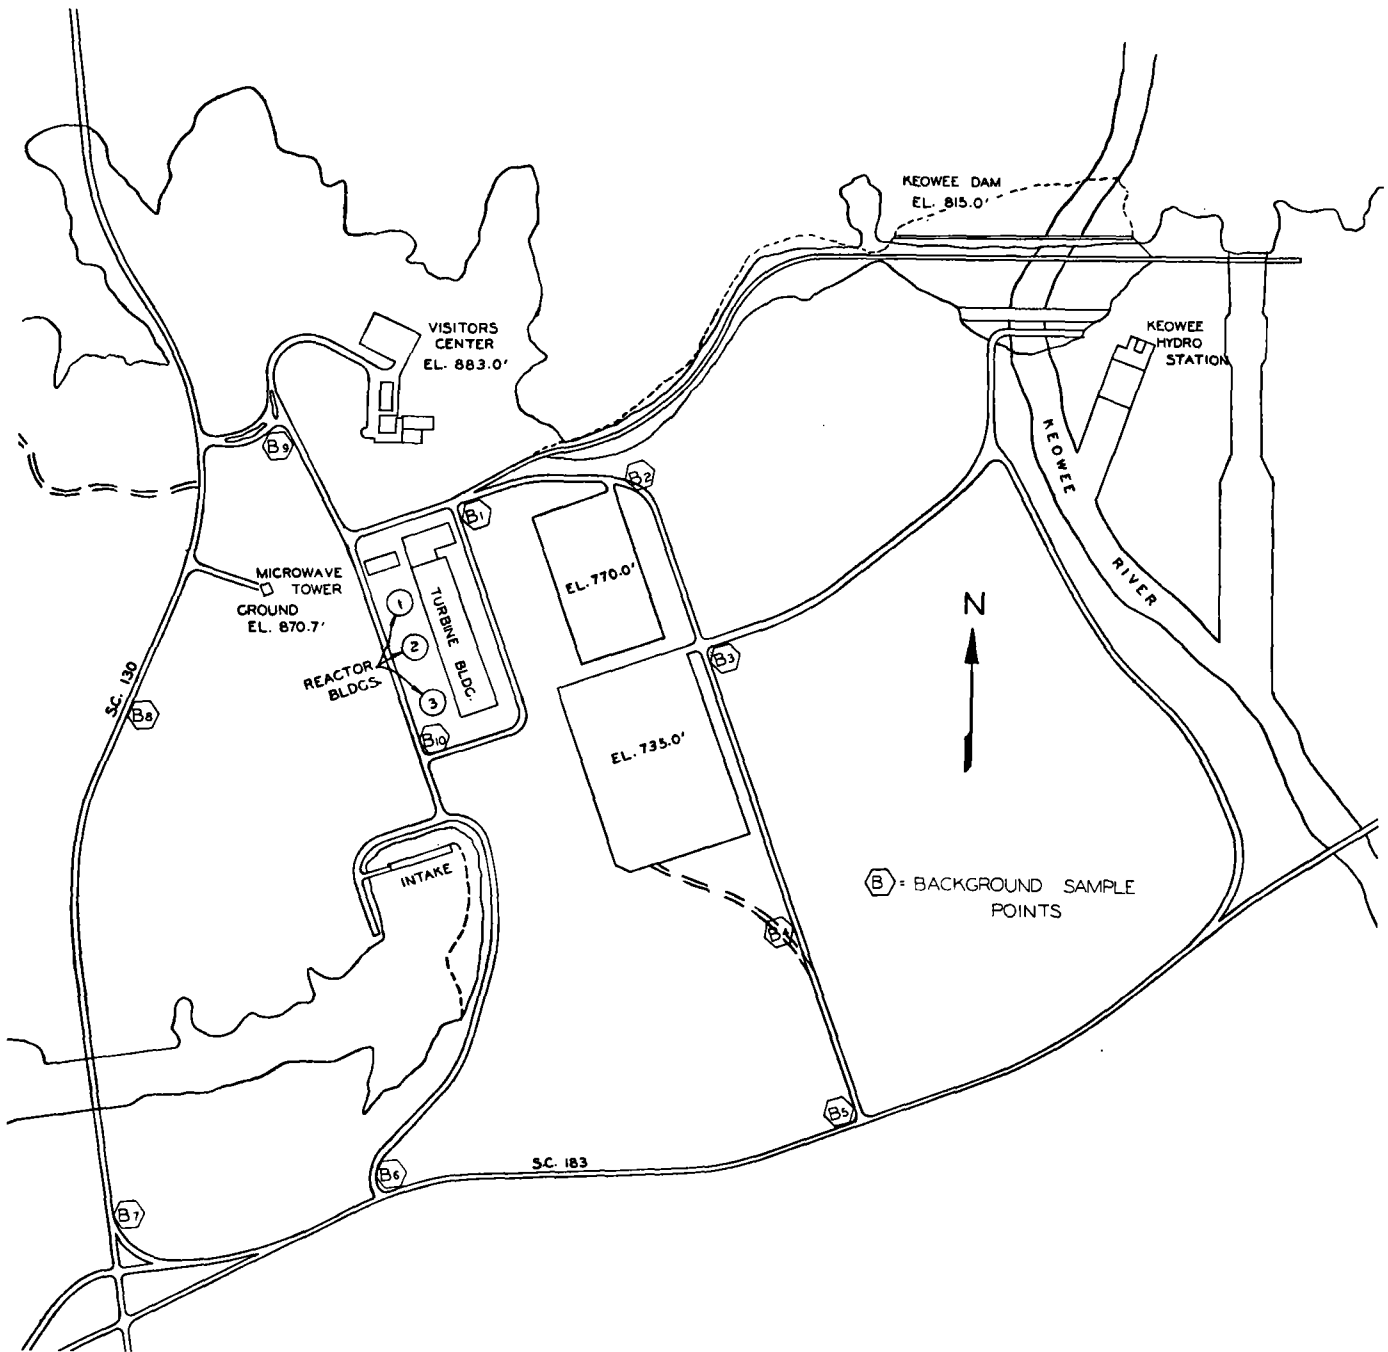 KEOWEE DAM
EL. 815.0'
VISITORS
CENTER
EL. 883.0'
KEOWEE
HYDRO
STATION
KEOWEE
RIVER
B9
B2
B1
MICROWAVE
TOWER
GROUND
EL. 870.7'
EL. 770.0'
TURBINE BLDG.
1
2
3
REACTOR
BLDGS.
N
B3
S.C. 130
B8
B10
EL. 735.0'
INTAKE
B = BACKGROUND SAMPLE
POINTS
B4
B5
S.C. 183
B6
B7